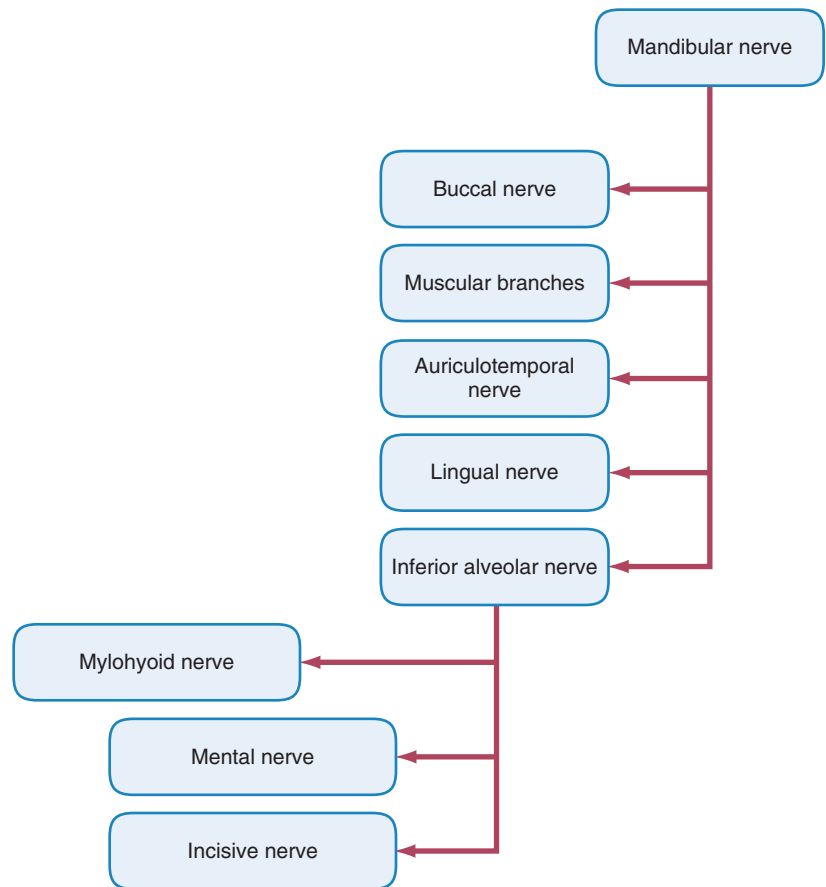 Mandibular nerve
Buccal nerve
Muscular branches
Auriculotemporal
nerve
Lingual nerve
Inferior alveolar nerve
Mylohyoid nerve
Mental nerve
Incisive nerve